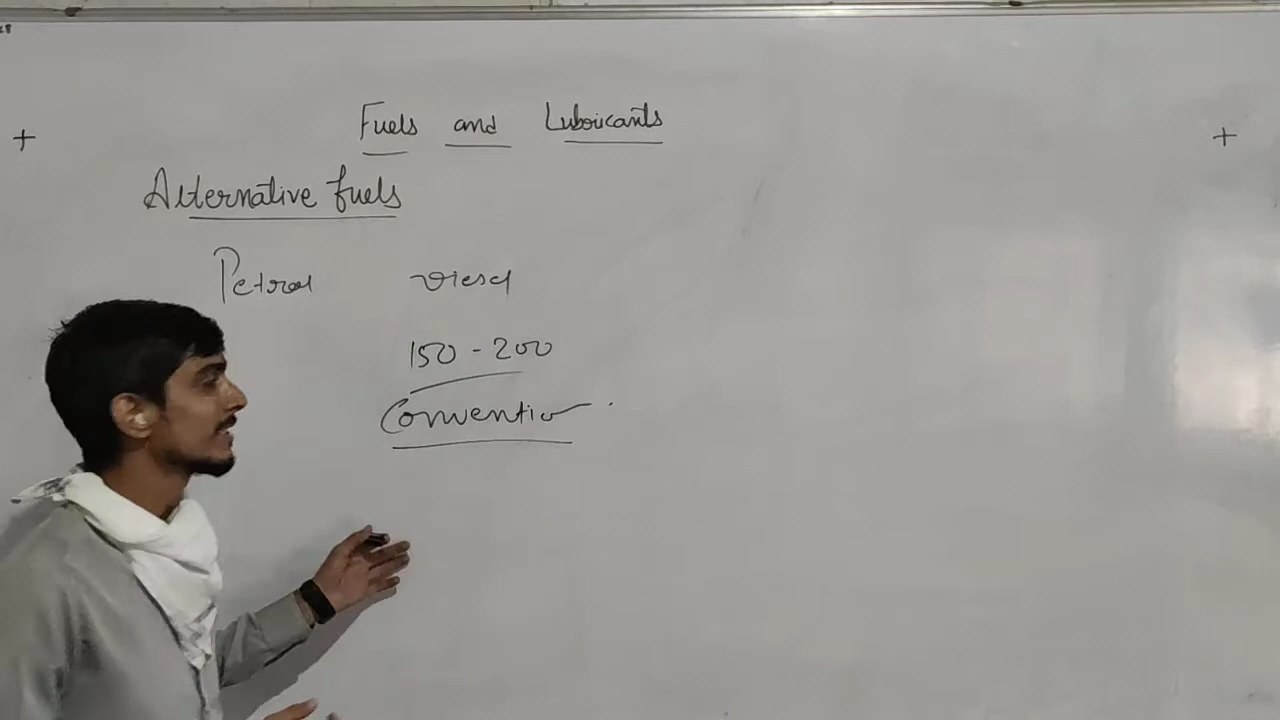 Fuels and Lubricants
Alternative fuels
Petrol Diesel
150 - 200
Conventio